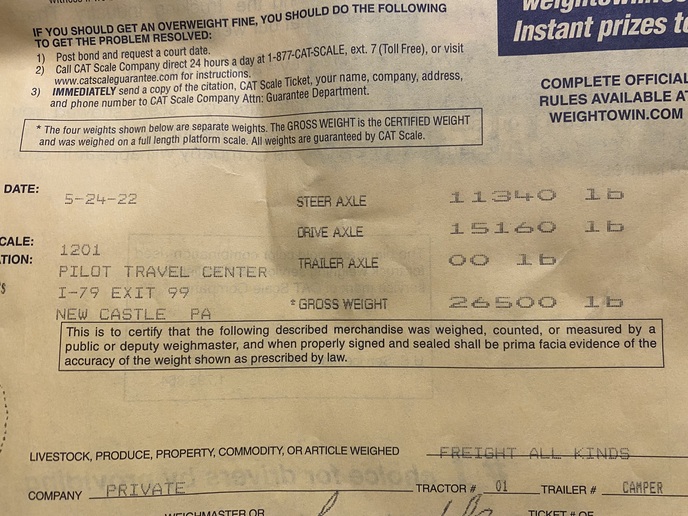 IF YOU SHOULD GET AN OVERWEIGHT FINE, YOU SHOULD DO THE FOLLOWING
TO GET THE PROBLEM RESOLVED:
1) Post bond and request a court date.
2) Call CAT Scale Company direct 24 hours a day at 1-877-CAT-SCALE, ext. 7 (Toll Free), or visit
www.catscaleguarantee.com for instructions.
3) IMMEDIATELY send a copy of the citation, CAT Scale Ticket, your name, company, address,
and phone number to CAT Scale Company Attn: Guarantee Department.
Instant prizes
COMPLETE OFFICIAL
RULES AVAILABLE AT
WEIGHTOWIN.COM
* The four weights shown below are separate weights. The GROSS WEIGHT is the CERTIFIED WEIGHT
and was weighed on a full length platform scale. All weights are guaranteed by CAT Scale.
DATE: 5-24-22
STEER AXLE 11340 lb
DRIVE AXLE 15160 lb
TRAILER AXLE 00 lb
* GROSS WEIGHT 26500 lb
CALE: 1201
TION: PILOT TRAVEL CENTER
I-79 EXIT 99
NEW CASTLE PA
This is to certify that the following described merchandise was weighed, counted, or measured by a
public or deputy weighmaster, and when properly signed and sealed shall be prima facia evidence of the
accuracy of the weight shown as prescribed by law.
LIVESTOCK, PRODUCE, PROPERTY, COMMODITY, OR ARTICLE WEIGHED FREIGHT ALL KINDS
COMPANY PRIVATE TRACTOR # 01 TRAILER # CAMPER
WEIGHMASTER OR TICKET # OF